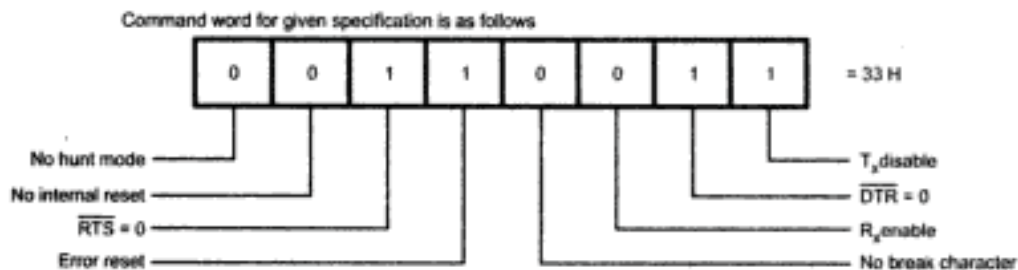 Command word for given specification is as follows
0 0 1 1 0 0 1 1 = 33 H
No hunt mode
No internal reset
RTS = 0
Error reset
Tx disable
DTR = 0
Rx enable
No break character